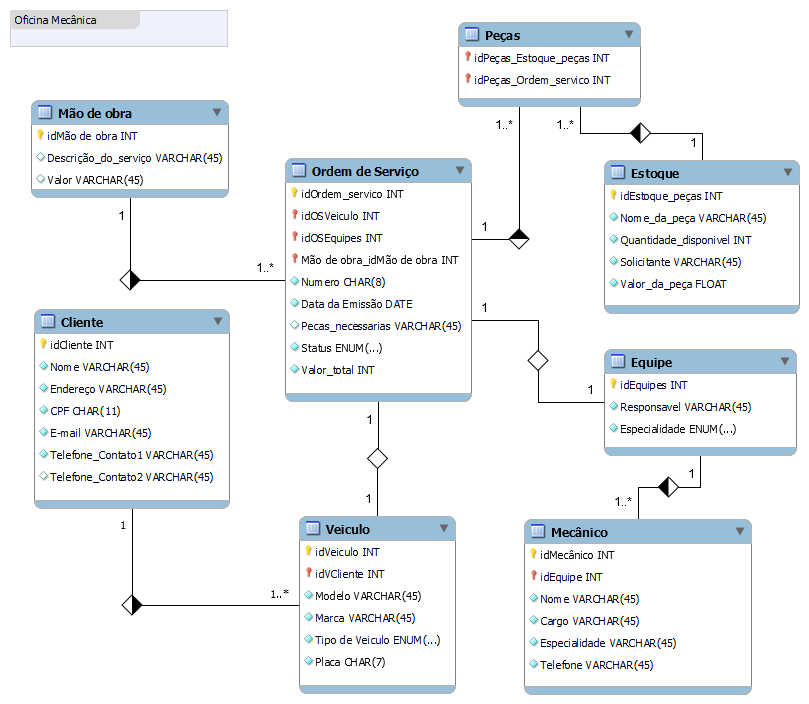 Oficina Mecânica
Peças
idPeças_Estoque_peças INT
idPeças_Ordem_servico INT
1..*
1..*
1
Mão de obra
idMão de obra INT
Descrição_do_serviço VARCHAR(45)
Valor VARCHAR(45)
1
1..*
Ordem de Serviço
idOrdem_servico INT
idOSVeiculo INT
idOSEquipes INT
Mão de obra_idMão de obra INT
Numero CHAR(8)
Data da Emissão DATE
Pecas_necessarias VARCHAR(45)
Status ENUM(...)
Valor_total INT
1
1
1
Estoque
idEstoque_peças INT
Nome_da_peça VARCHAR(45)
Quantidade_disponivel INT
Solicitante VARCHAR(45)
Valor_da_peça FLOAT
Cliente
idCliente INT
Nome VARCHAR(45)
Endereço VARCHAR(45)
CPF CHAR(11)
E-mail VARCHAR(45)
Telefone_Contato1 VARCHAR(45)
Telefone_Contato2 VARCHAR(45)
1
1..*
Equipe
idEquipes INT
Responsavel VARCHAR(45)
Especialidade ENUM(...)
1
1..*
1
1
Veiculo
idVeiculo INT
idVCliente INT
Modelo VARCHAR(45)
Marca VARCHAR(45)
Tipo de Veiculo ENUM(...)
Placa CHAR(7)
Mecânico
idMecânico INT
idEquipe INT
Nome VARCHAR(45)
Cargo VARCHAR(45)
Especialidade VARCHAR(45)
Telefone VARCHAR(45)